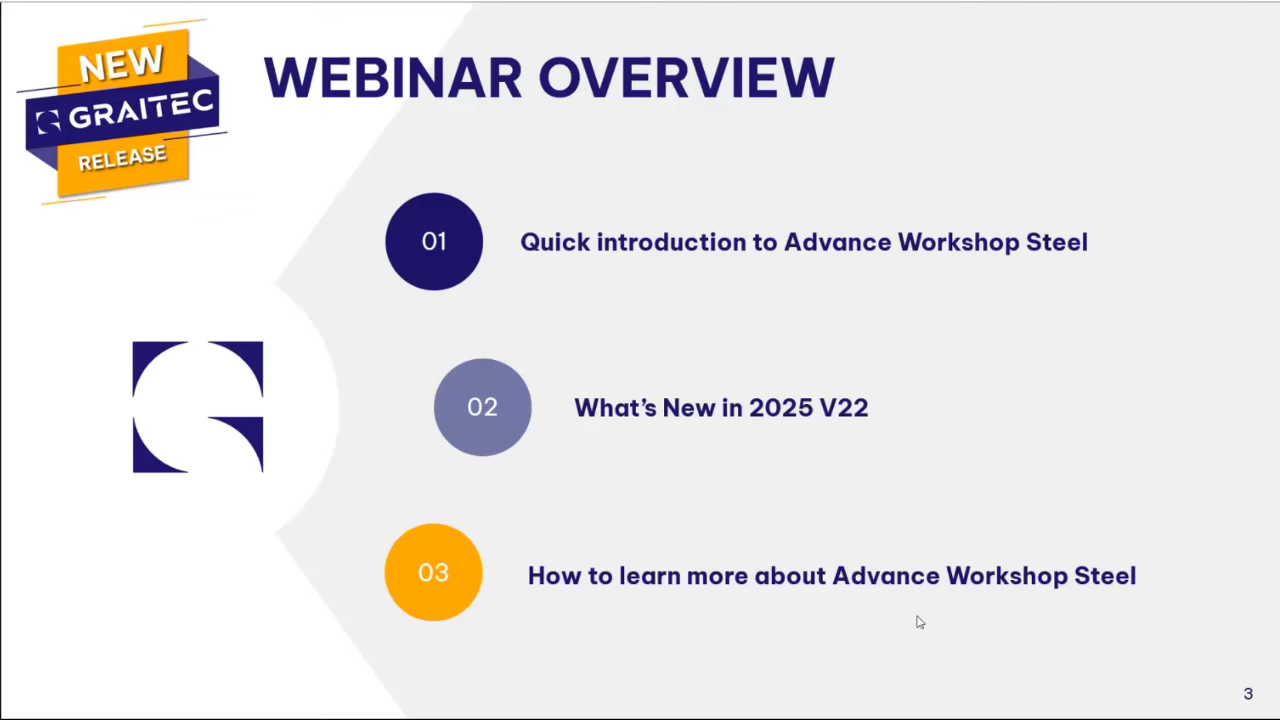 NEW
GRAITEC
RELEASE
WEBINAR OVERVIEW
01
Quick introduction to Advance Workshop Steel
02
What’s New in 2025 V22
03
How to learn more about Advance Workshop Steel
3